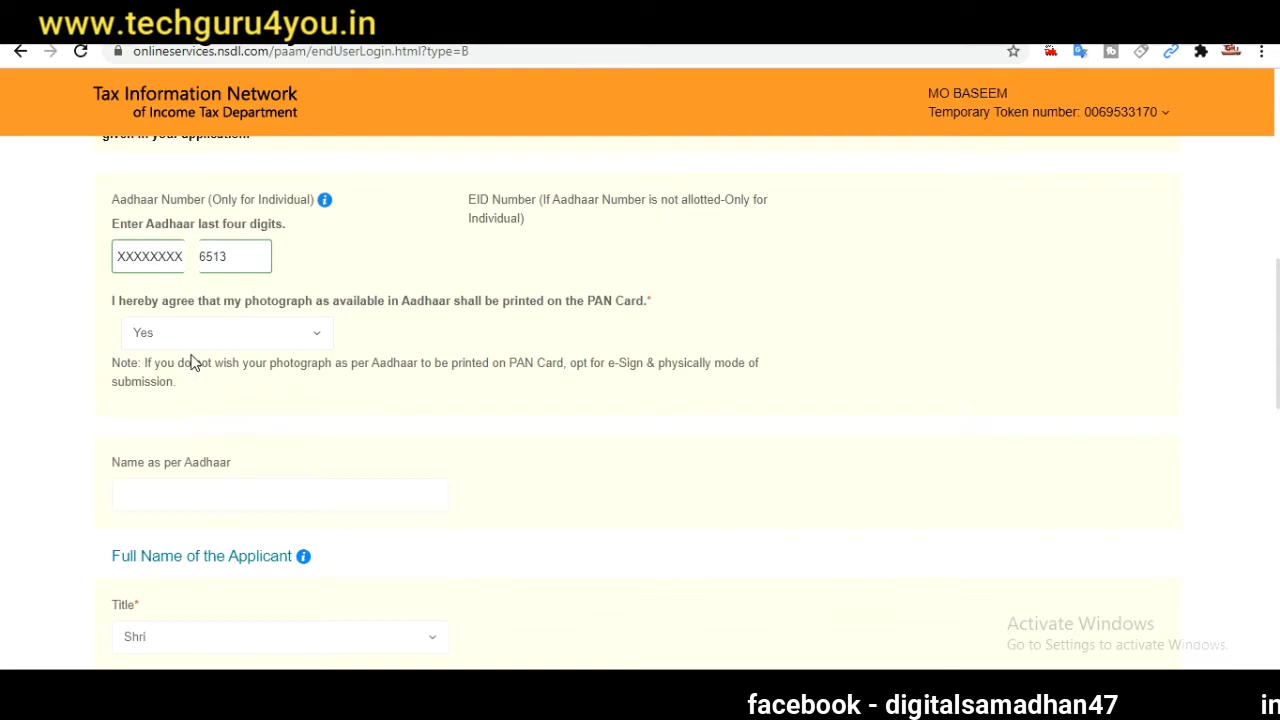 www.techguru4you.in
onlineservices.nsdl.com/paam/endUserLogin.html?type=B
Tax Information Network
of Income Tax Department
MO BASEEM
Temporary Token number: 0069533170
given in your application.
Aadhaar Number (Only for Individual)
EID Number (If Aadhaar Number is not allotted-Only for
Individual)
Enter Aadhaar last four digits.
XXXXXXXX 6513
I hereby agree that my photograph as available in Aadhaar shall be printed on the PAN Card.*
Yes
Note: If you do not wish your photograph as per Aadhaar to be printed on PAN Card, opt for e-Sign & physically mode of
submission.
Name as per Aadhaar
Full Name of the Applicant
Title*
Shri
Activate Windows
Go to Settings to activate Windows.
facebook - digitalsamadhan47
in